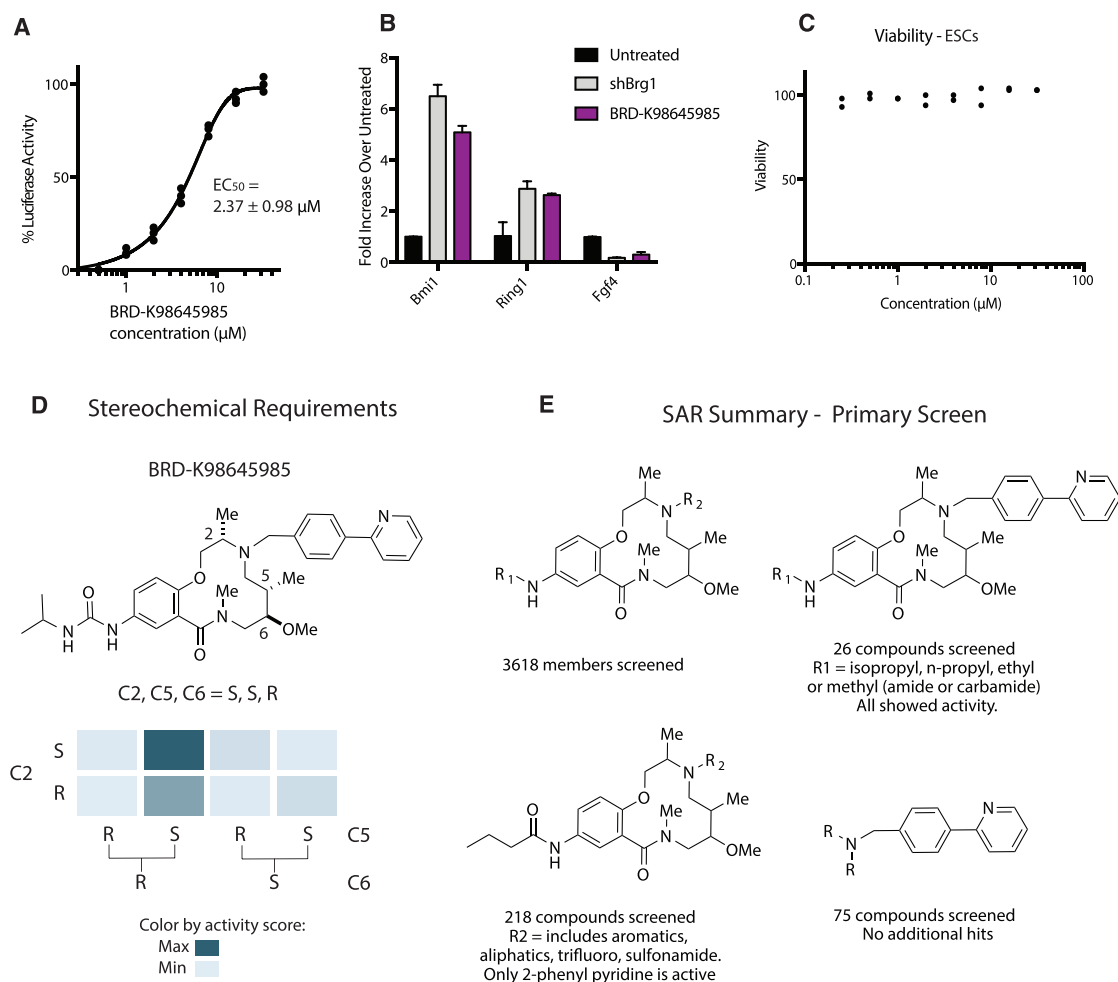 A
% Luciferase Activity
100
50
0
EC50 =
2.37 ± 0.98 µM
1
10
BRD-K98645985
concentration (µM)
B
Fold Increase Over Untreated
8
6
4
2
0
Untreated
shBrg1
BRD-K98645985
Bmi1
Ring1
Fgf4
C
Viability - ESCs
Viability
100
50
0
0.1
1
10
100
Concentration (µM)
D
Stereochemical Requirements
BRD-K98645985
Me
2
N
N
O
5
Me
Me
N
6
OMe
O
O
N
H
N
H
C2, C5, C6 = S, S, R
C2
S
R
R
S
R
S
C5
R
S
C6
Color by activity score:
Max
Min
E
SAR Summary - Primary Screen
Me
N
R2
O
Me
Me
N
OMe
R1
N
H
O
3618 members screened
Me
N
N
O
Me
Me
N
OMe
R1
N
H
O
26 compounds screened
R1 = isopropyl, n-propyl, ethyl
or methyl (amide or carbamide)
All showed activity.
Me
N
R2
O
Me
Me
N
OMe
O
N
H
O
218 compounds screened
R2 = includes aromatics,
aliphatics, trifluoro, sulfonamide.
Only 2-phenyl pyridine is active
N
R
N
R
75 compounds screened
No additional hits